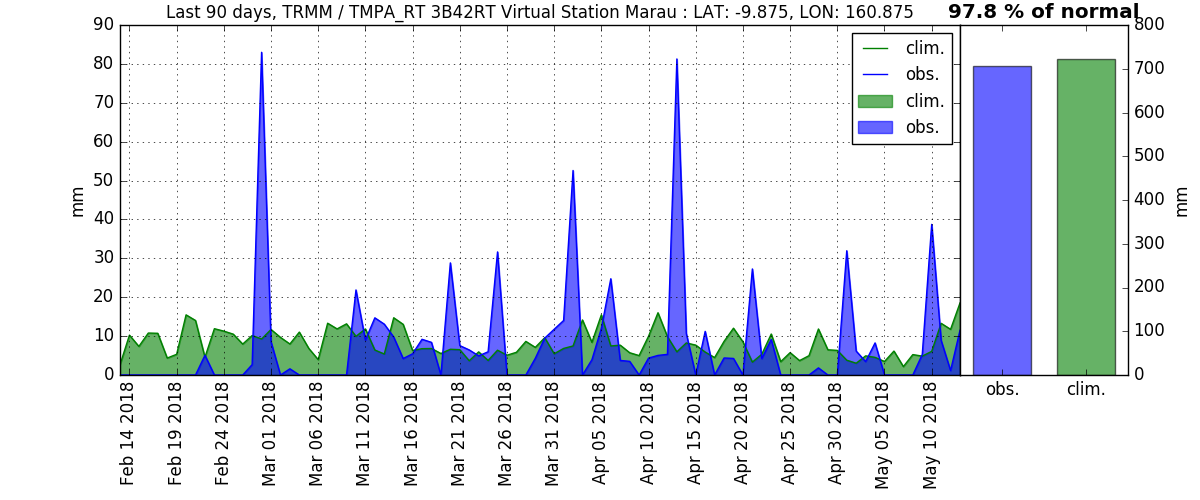 Last 90 days, TRMM / TMPA_RT 3B42RT Virtual Station Marau : LAT: -9.875, LON: 160.875
97.8 % of normal
mm
90
80
70
60
50
40
30
20
10
0
clim.
obs.
clim.
obs.
Feb 14 2018
Feb 19 2018
Feb 24 2018
Mar 01 2018
Mar 06 2018
Mar 11 2018
Mar 16 2018
Mar 21 2018
Mar 26 2018
Mar 31 2018
Apr 05 2018
Apr 10 2018
Apr 15 2018
Apr 20 2018
Apr 25 2018
Apr 30 2018
May 05 2018
May 10 2018
obs.
clim.
800
700
600
500
400
300
200
100
0
mm